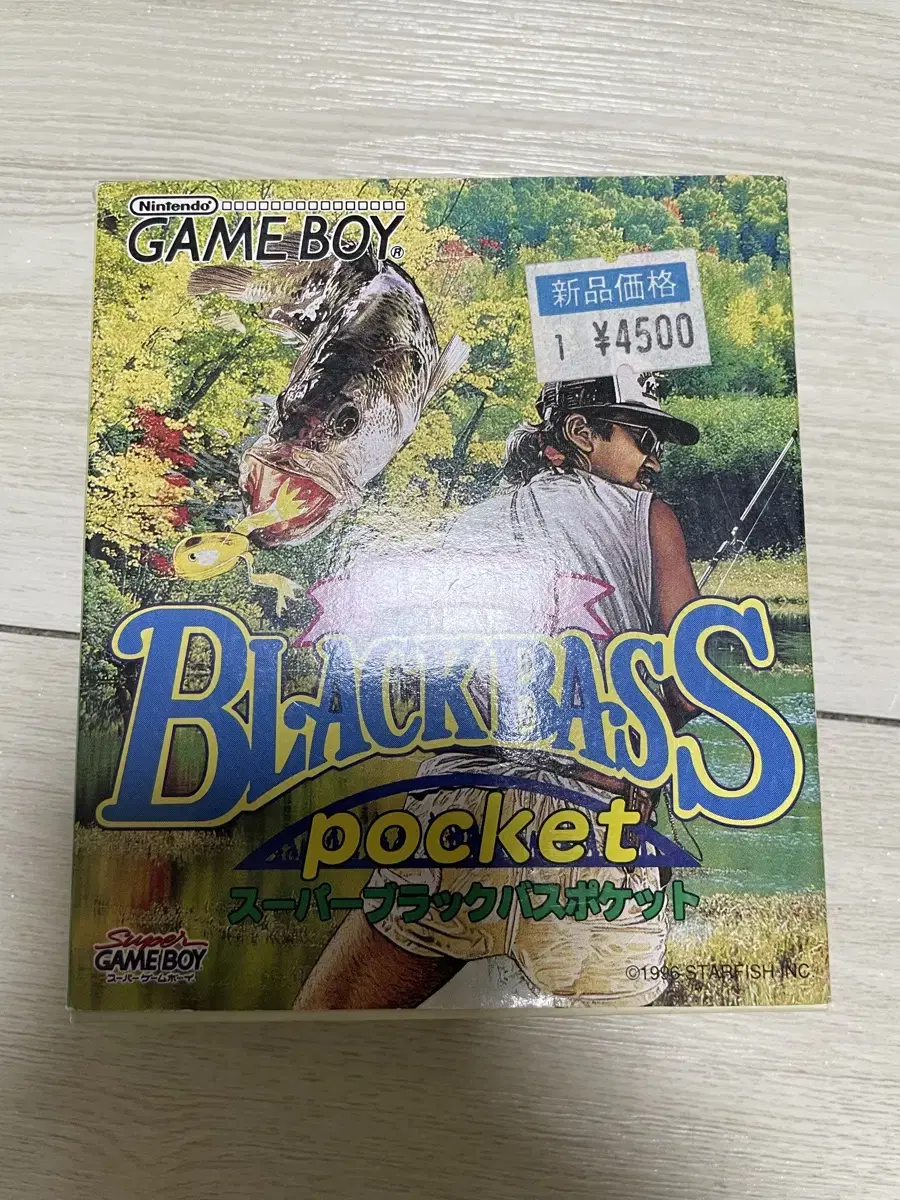 Nintendo
GAME BOY®
新品価格
1 ¥4500
BLACKBASS
pocket
スーパーブラックバスポケット
Super
GAME BOY
スーパーゲームボーイ
©1996 STARFISH INC